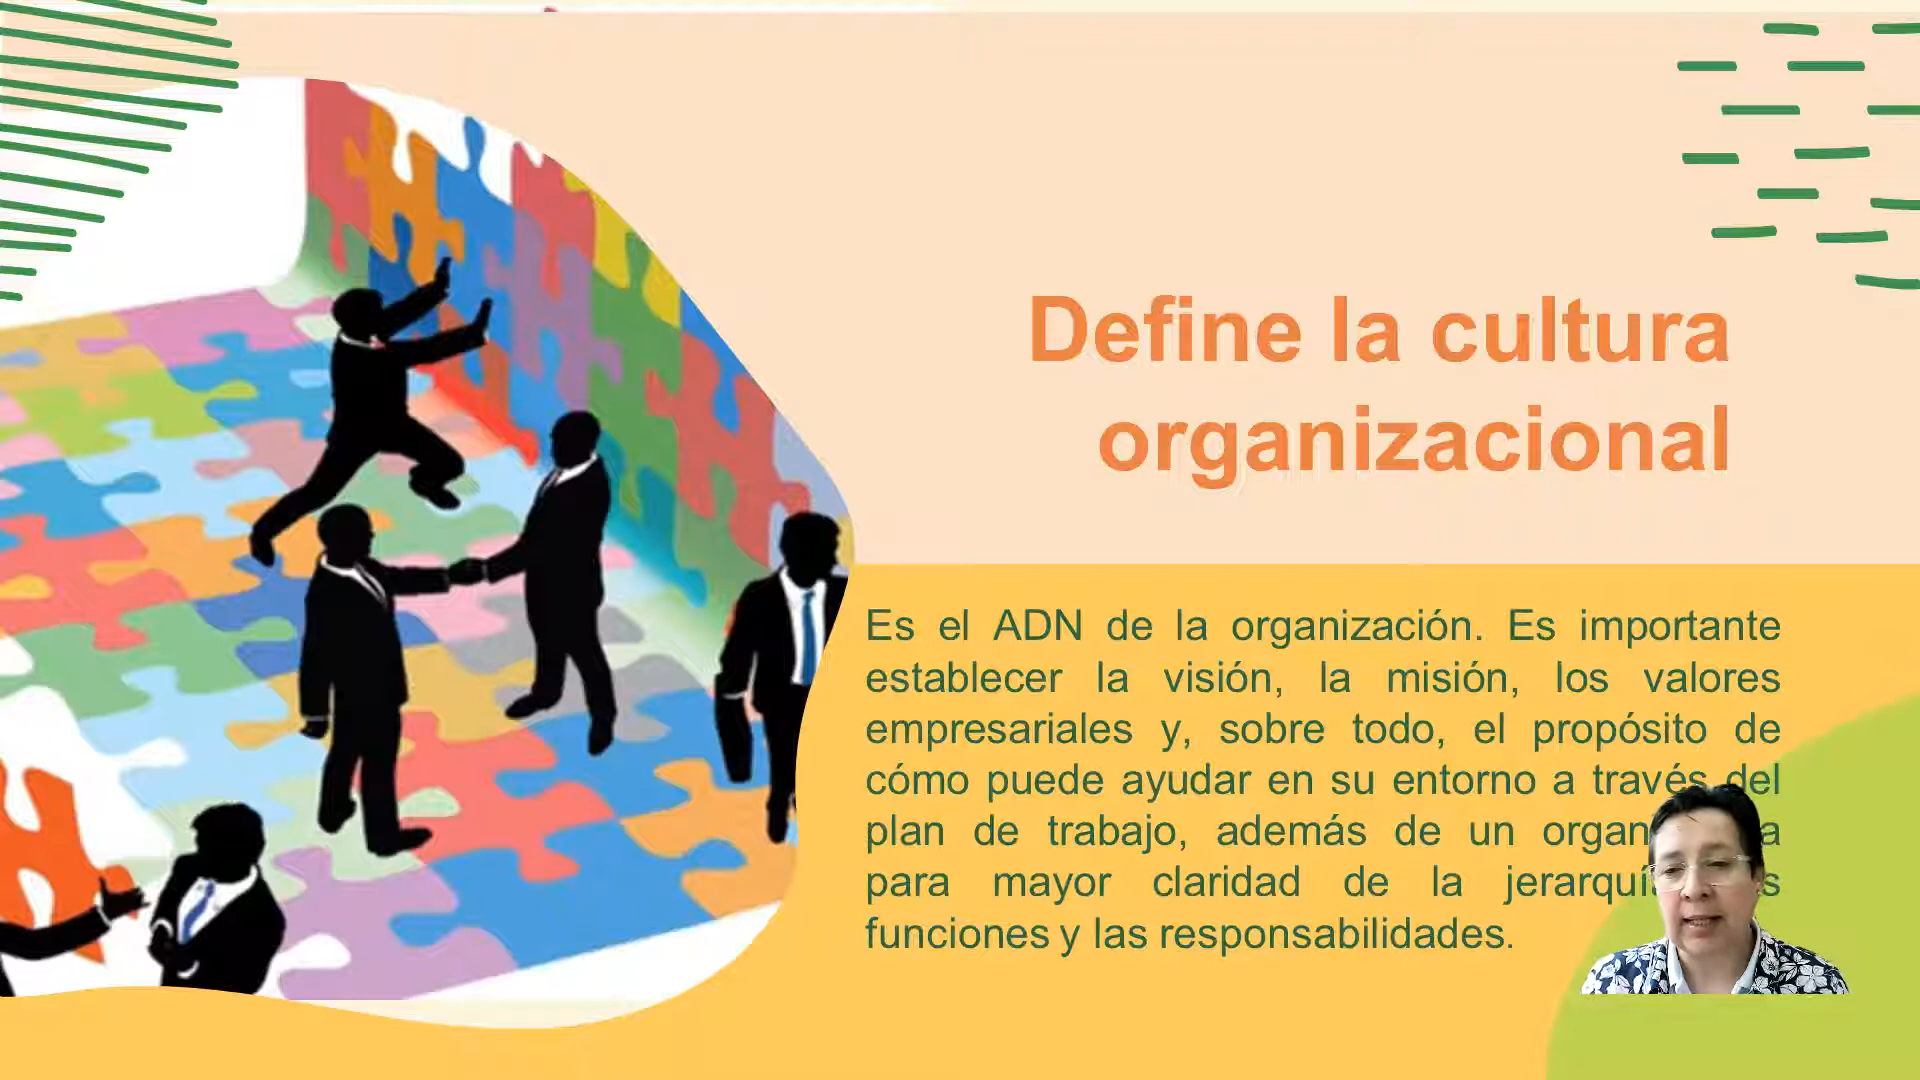 Define la cultura
organizacional
Es el ADN de la organización. Es importante
establecer la visión, la misión, los valores
empresariales y, sobre todo, el propósito de
cómo puede ayudar en su entorno a través del
plan de trabajo, además de un
para mayor claridad de la
funciones y las responsabilidades.